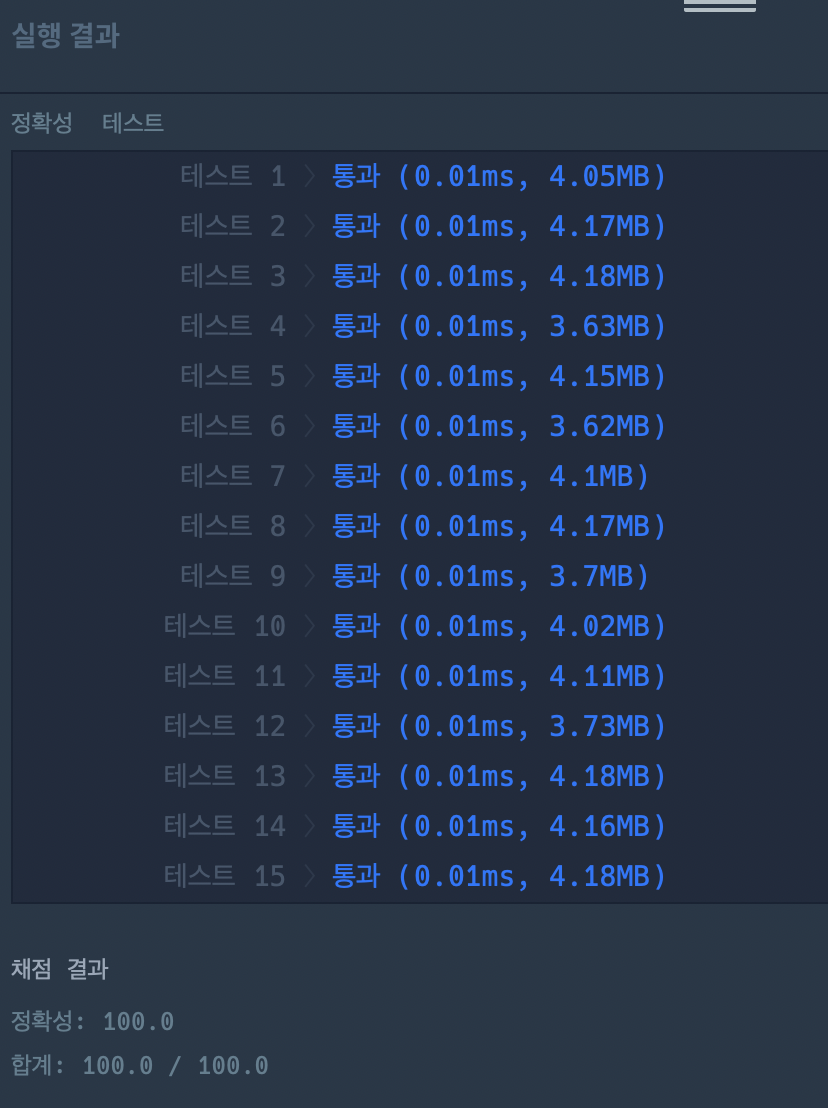 실행 결과
정확성 테스트
테스트 1 〉 통과 (0.01ms, 4.05MB)
테스트 2 〉 통과 (0.01ms, 4.17MB)
테스트 3 〉 통과 (0.01ms, 4.18MB)
테스트 4 〉 통과 (0.01ms, 3.63MB)
테스트 5 〉 통과 (0.01ms, 4.15MB)
테스트 6 〉 통과 (0.01ms, 3.62MB)
테스트 7 〉 통과 (0.01ms, 4.1MB)
테스트 8 〉 통과 (0.01ms, 4.17MB)
테스트 9 〉 통과 (0.01ms, 3.7MB)
테스트 10 〉 통과 (0.01ms, 4.02MB)
테스트 11 〉 통과 (0.01ms, 4.11MB)
테스트 12 〉 통과 (0.01ms, 3.73MB)
테스트 13 〉 통과 (0.01ms, 4.18MB)
테스트 14 〉 통과 (0.01ms, 4.16MB)
테스트 15 〉 통과 (0.01ms, 4.18MB)
채점 결과
정확성: 100.0
합계: 100.0 / 100.0